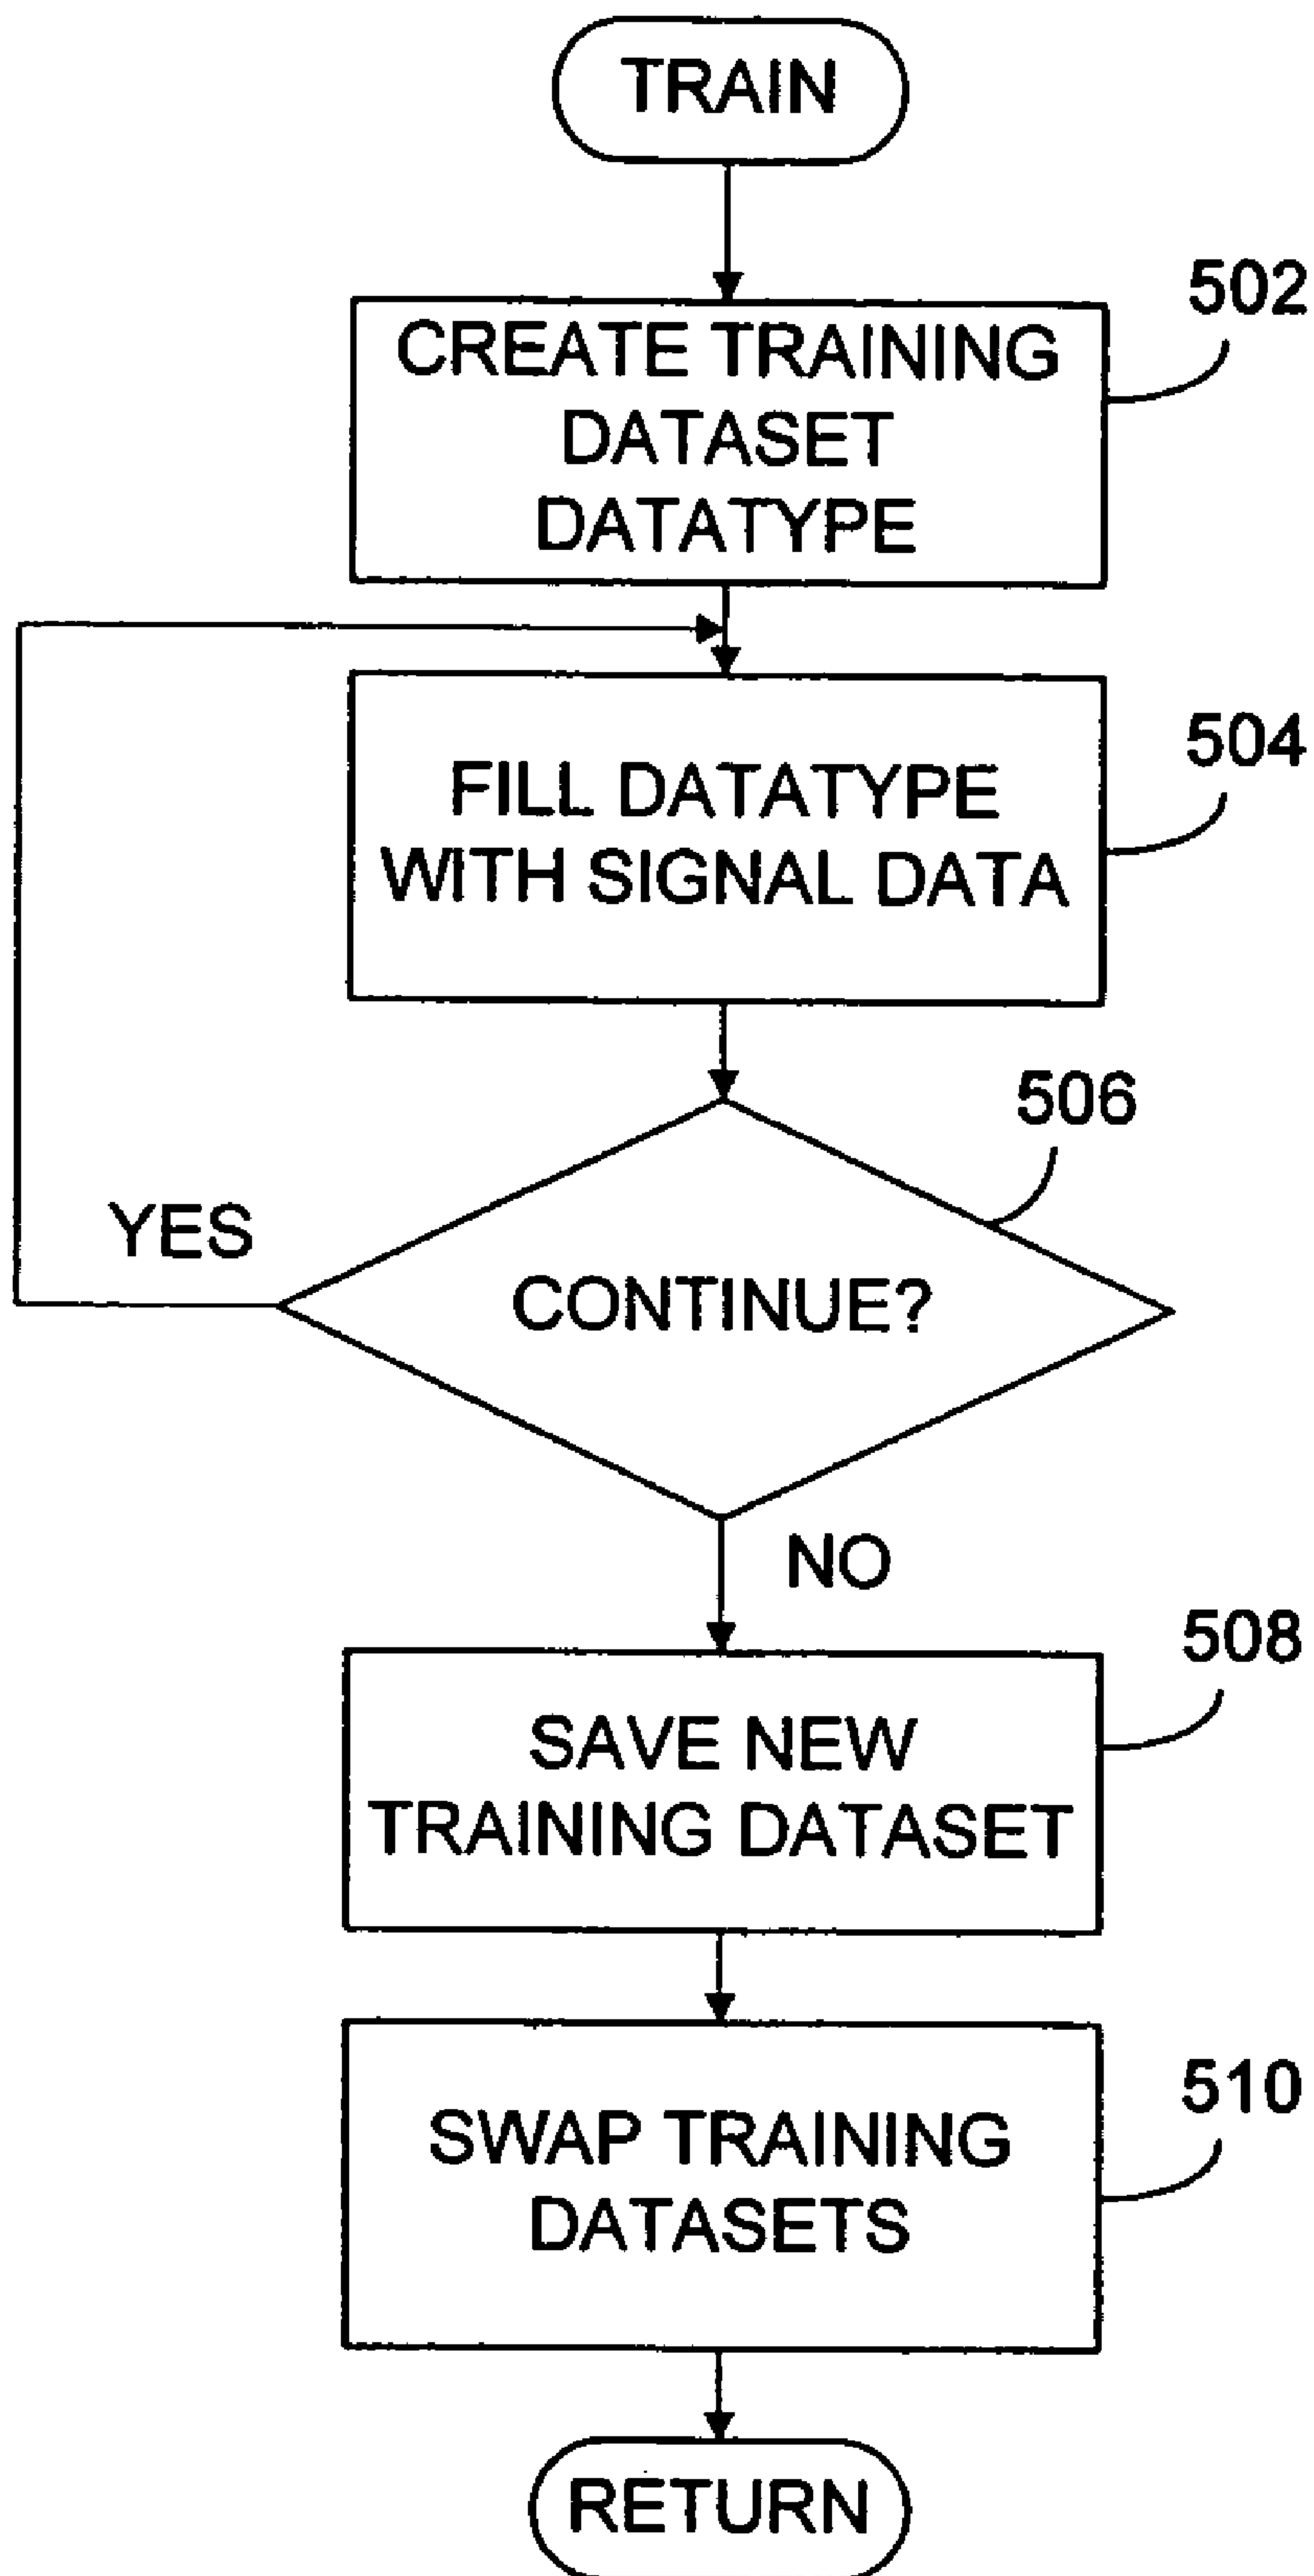 TRAIN
502
CREATE TRAINING
DATASET
DATATYPE
504
FILL DATATYPE
WITH SIGNAL DATA
506
YES
CONTINUE?
NO
508
SAVE NEW
TRAINING DATASET
510
SWAP TRAINING
DATASETS
RETURN